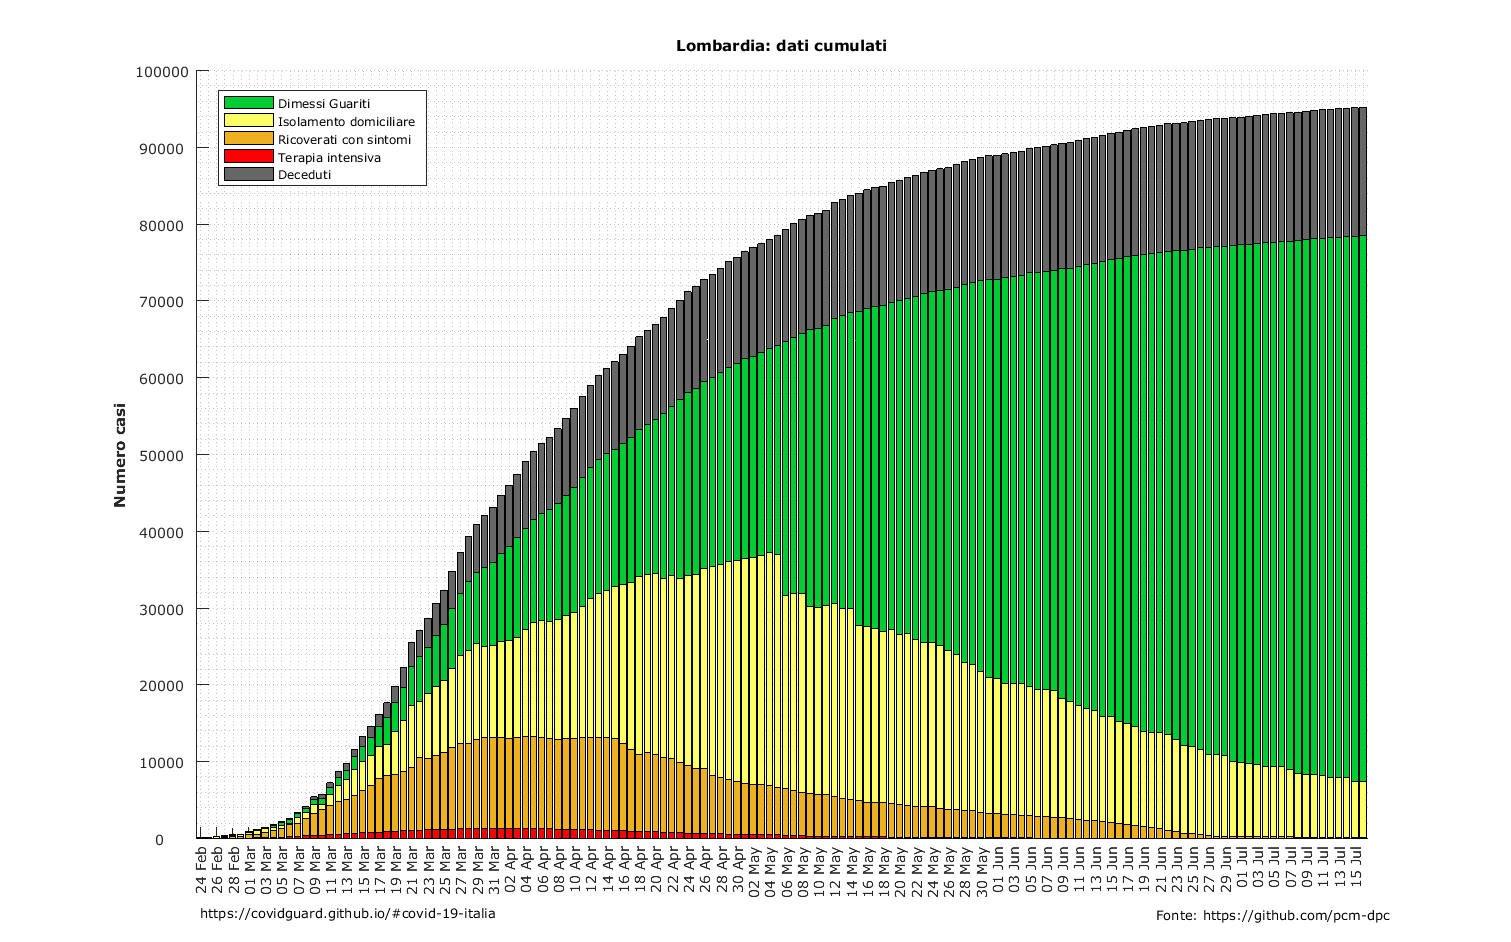 Lombardia: dati cumulati
100000
90000
80000
70000
60000
50000
40000
30000
20000
10000
0
Numero casi
Dimessi Guariti
Isolamento domiciliare
Ricoverati con sintomi
Terapia intensiva
Deceduti
24 Feb
26 Feb
28 Feb
01 Mar
03 Mar
05 Mar
07 Mar
09 Mar
11 Mar
13 Mar
15 Mar
17 Mar
19 Mar
21 Mar
23 Mar
25 Mar
27 Mar
29 Mar
31 Mar
02 Apr
04 Apr
06 Apr
08 Apr
10 Apr
12 Apr
14 Apr
16 Apr
18 Apr
20 Apr
22 Apr
24 Apr
26 Apr
28 Apr
30 Apr
02 May
04 May
06 May
08 May
10 May
12 May
14 May
16 May
18 May
20 May
22 May
24 May
26 May
28 May
30 May
01 Jun
03 Jun
05 Jun
07 Jun
09 Jun
11 Jun
13 Jun
15 Jun
17 Jun
19 Jun
21 Jun
23 Jun
25 Jun
27 Jun
29 Jun
01 Jul
03 Jul
05 Jul
07 Jul
09 Jul
11 Jul
13 Jul
15 Jul
https://covidguard.github.io/#covid-19-italia
Fonte: https://github.com/pcm-dpc